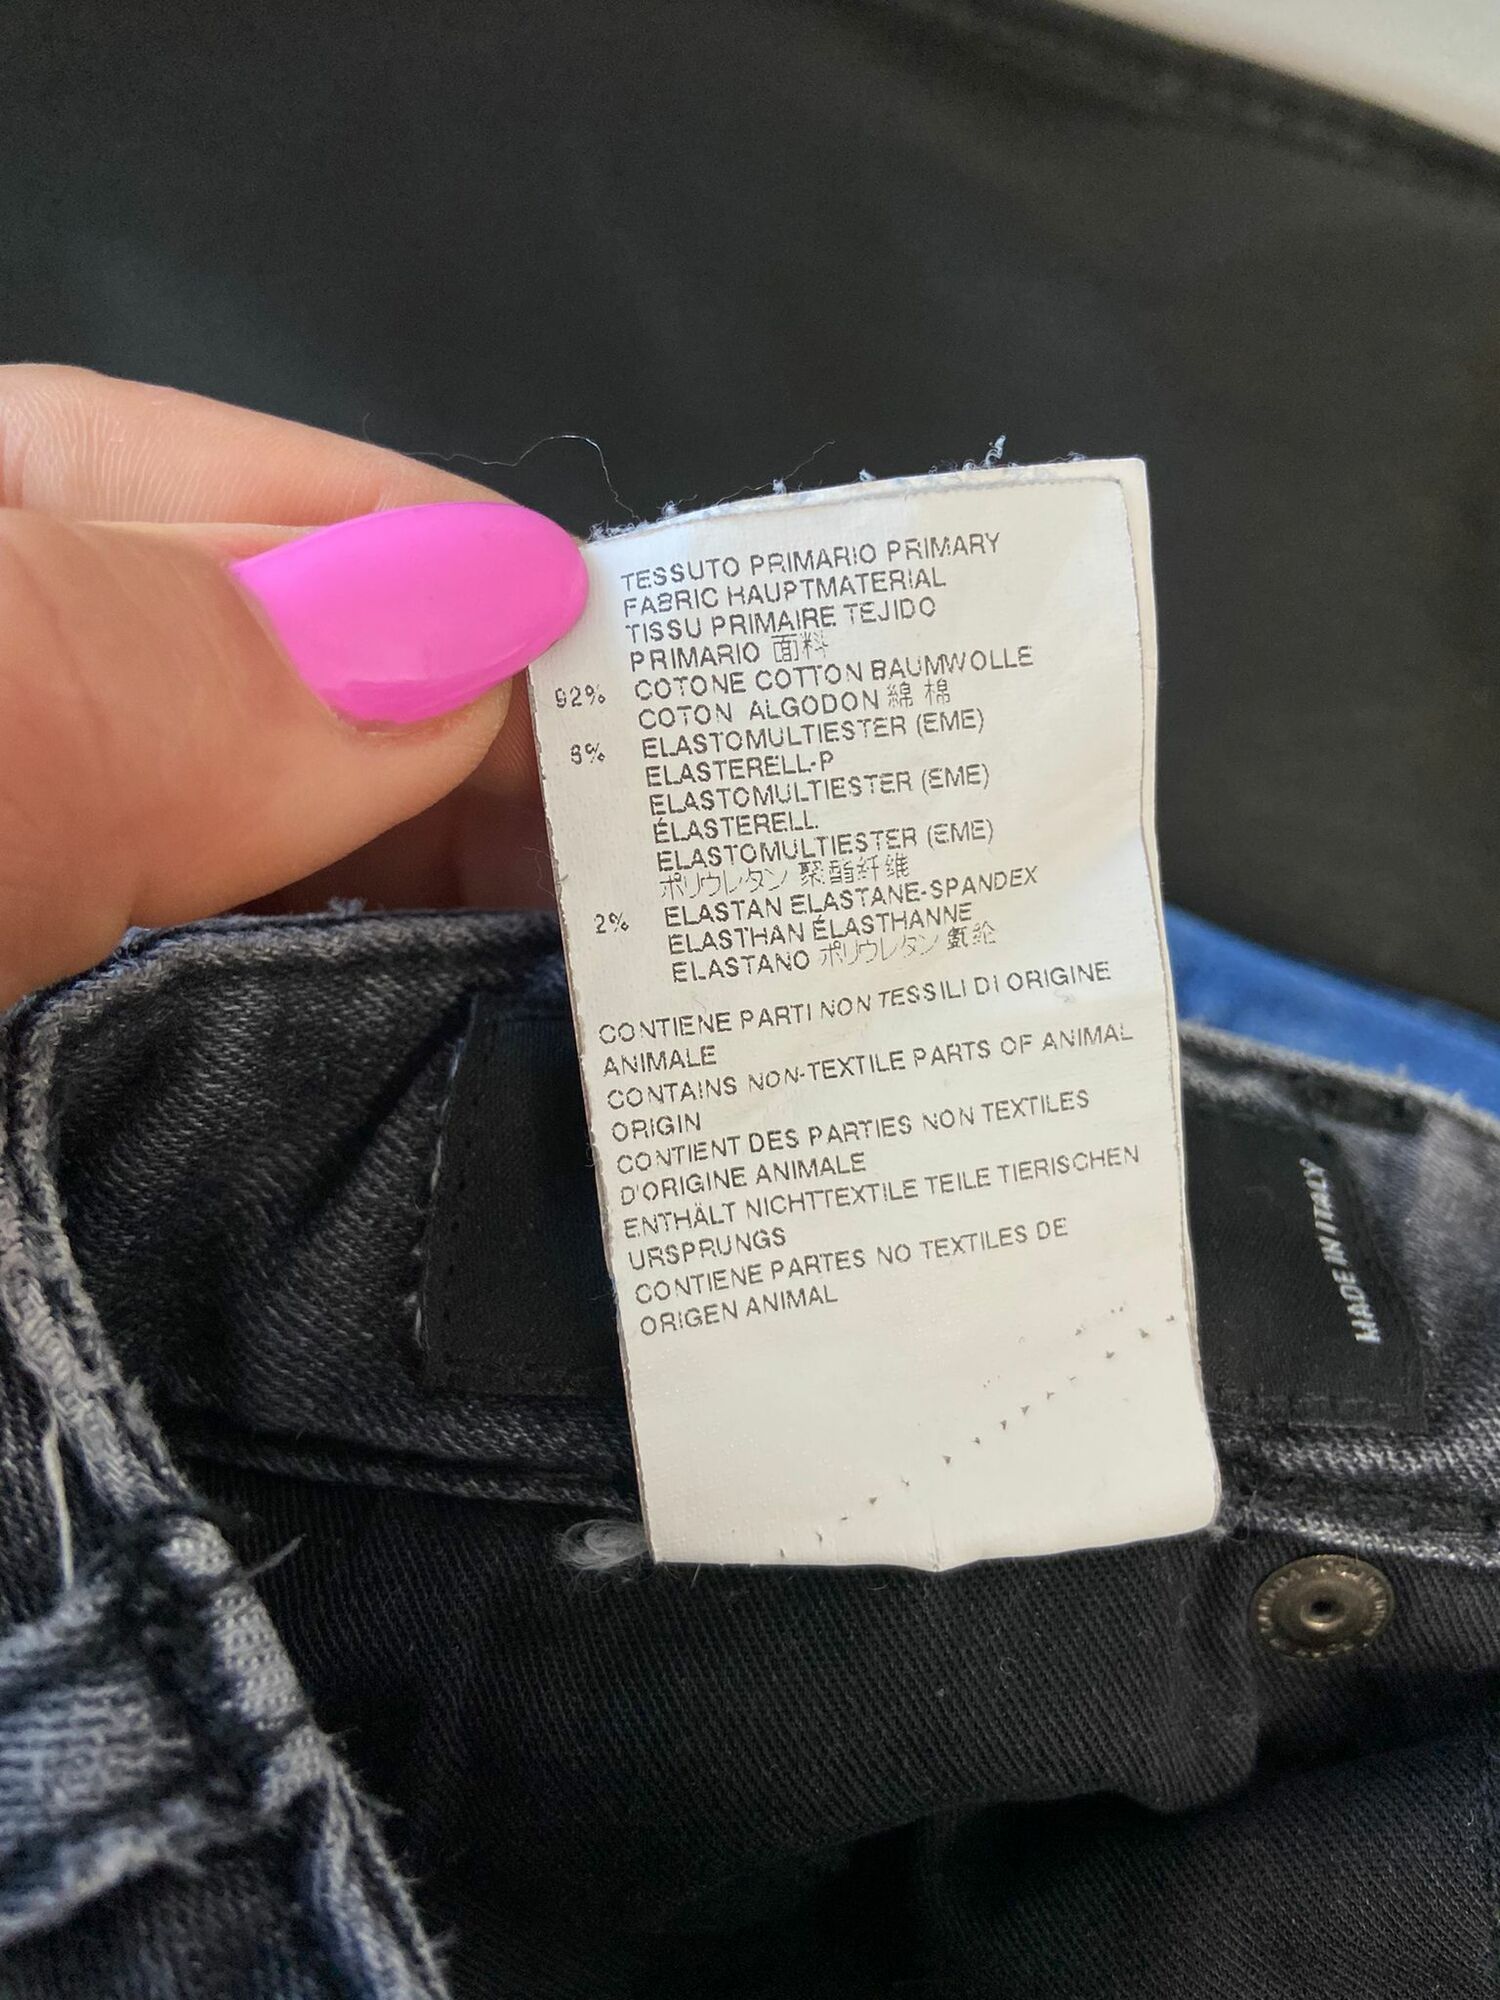 TESSUTO PRIMARIO PRIMARY
FABRIC HAUPTMATERIAL
TISSU PRIMAIRE TEJIDO
PRIMARIO 面料
92% COTONE COTTON BAUMWOLLE
COTON ALGODON 綿 棉
6% ELASTOMULTIESTER (EME)
ELASTERELL-P
ELASTOMULTIESTER (EME)
ÉLASTERELL
ELASTOMULTIESTER (EME)
ポリウレタン 聚酯纤维
2% ELASTAN ELASTANE-SPANDEX
ELASTHAN ÉLASTHANNE
ELASTANO ポリウレタン 氨纶
CONTIENE PARTI NON TESSILI DI ORIGINE
ANIMALE
CONTAINS NON-TEXTILE PARTS OF ANIMAL
ORIGIN
CONTIENT DES PARTIES NON TEXTILES
D'ORIGINE ANIMALE
ENTHÄLT NICHTTEXTILE TEILE TIERISCHEN
URSPRUNGS
CONTIENE PARTES NO TEXTILES DE
ORIGEN ANIMAL
MADE IN ITALY